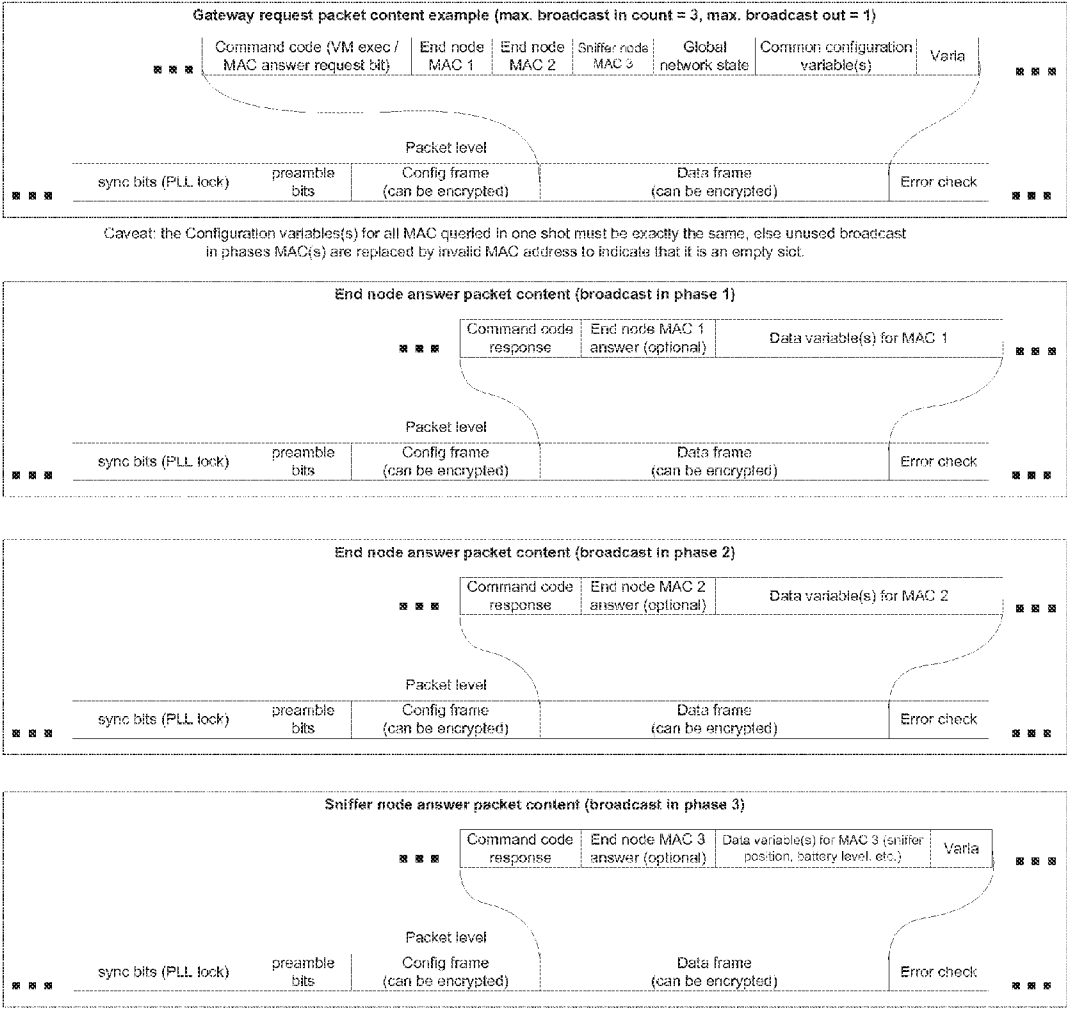 Gateway request packet content example (max. broadcast in count = 3, max. broadcast out = 1)
Command code (VM exec / MAC answer request bit)
End node MAC 1
End node MAC 2
Sniffer node MAC 3
Global network state
Common configuration variable(s)
Varia
Packet level
sync bits (PLL lock)
preamble bits
Config frame (can be encrypted)
Data frame (can be encrypted)
Error check
Caveat: the Configuration variables(s) for all MAC queried in one shot must be exactly the same, else unused broadcast
in phases MAC(s) are replaced by invalid MAC address to indicate that it is an empty slot.
End node answer packet content (broadcast in phase 1)
Command code response
End node MAC 1 answer (optional)
Data variable(s) for MAC 1
Packet level
sync bits (PLL lock)
preamble bits
Config frame (can be encrypted)
Data frame (can be encrypted)
Error check
End node answer packet content (broadcast in phase 2)
Command code response
End node MAC 2 answer (optional)
Data variable(s) for MAC 2
Packet level
sync bits (PLL lock)
preamble bits
Config frame (can be encrypted)
Data frame (can be encrypted)
Error check
Sniffer node answer packet content (broadcast in phase 3)
Command code response
End node MAC 3 answer (optional)
Data variable(s) for MAC 3 (sniffer position, battery level, etc.)
Varia
Packet level
sync bits (PLL lock)
preamble bits
Config frame (can be encrypted)
Data frame (can be encrypted)
Error check